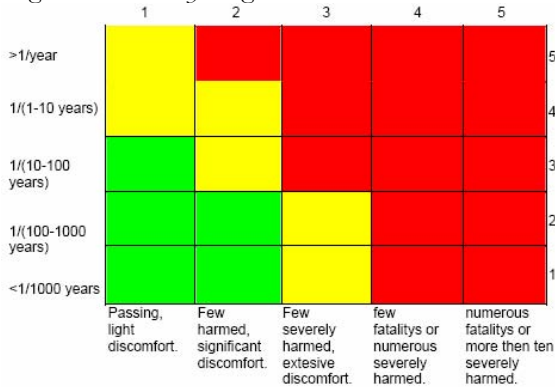 1 2 3 4 5
>1/year 5
1/(1-10 years) 4
1/(10-100
years)
3
1/(100-1000
years)
2
<1/1000 years 1
Passing,
light
discomfort.
Few
harmed,
significant
discomfort.
Few
severely
harmed,
extesive
discomfort.
few
fatalitys or
numerous
severely
harmed.
numerous
fatalitys or
more then ten
severely
harmed.